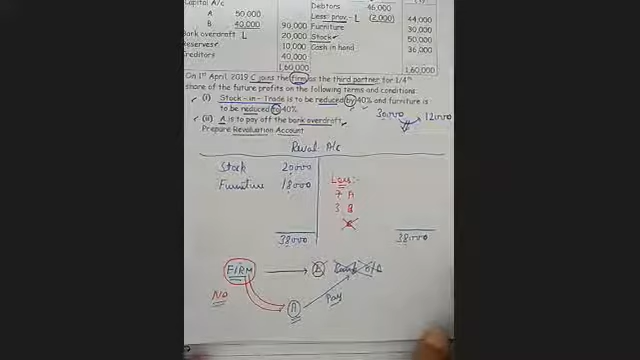 Capital A/c
A 50,000
B 40,000 90,000
Bank overdraft L 20,000
Reserves 10,000
Creditors 40,000
1,60,000
Debtors 46,000
Less: prov. L (2,000) 44,000
Furniture 30,000
Stock 50,000
Cash in hand 36,000
1,60,000
On 1st April, 2019 C joins the firm as the third partner for 1/4th
share of the future profits on the following terms and conditions:
(i) Stock-in-Trade is to be reduced by 40% and furniture is
to be reduced to 40%.
30,000 12,000
(ii) A is to pay off the bank overdraft
Prepare Revaluation Account
Reval A/c
Stock 20,000
Furniture 18,000
Loss:-
7 A
3 B
38,000 38,000
FIRM B
NO A Pay